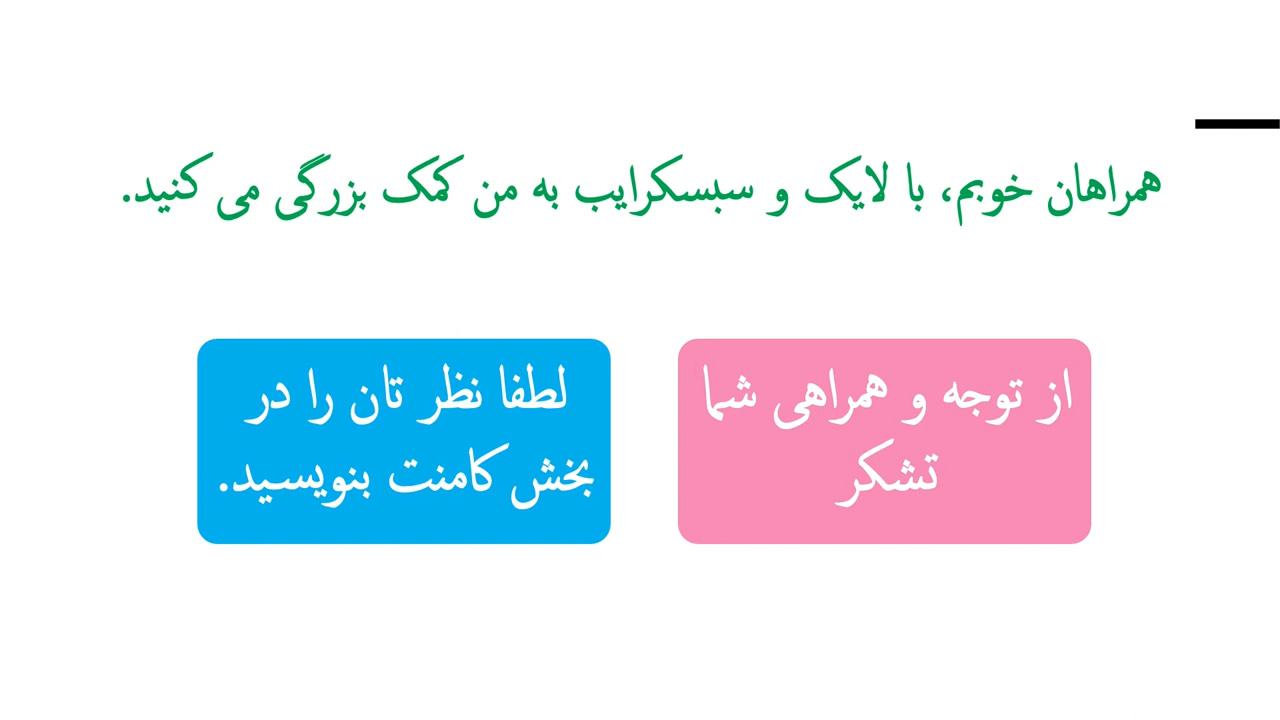 همراهان خوبم، با لایک و سبسکرایب به من کمک بزرگی می کنید.
از توجه و همراهی شما
تشکر
لطفا نظر تان را در
بخش کامنت بنویسید.